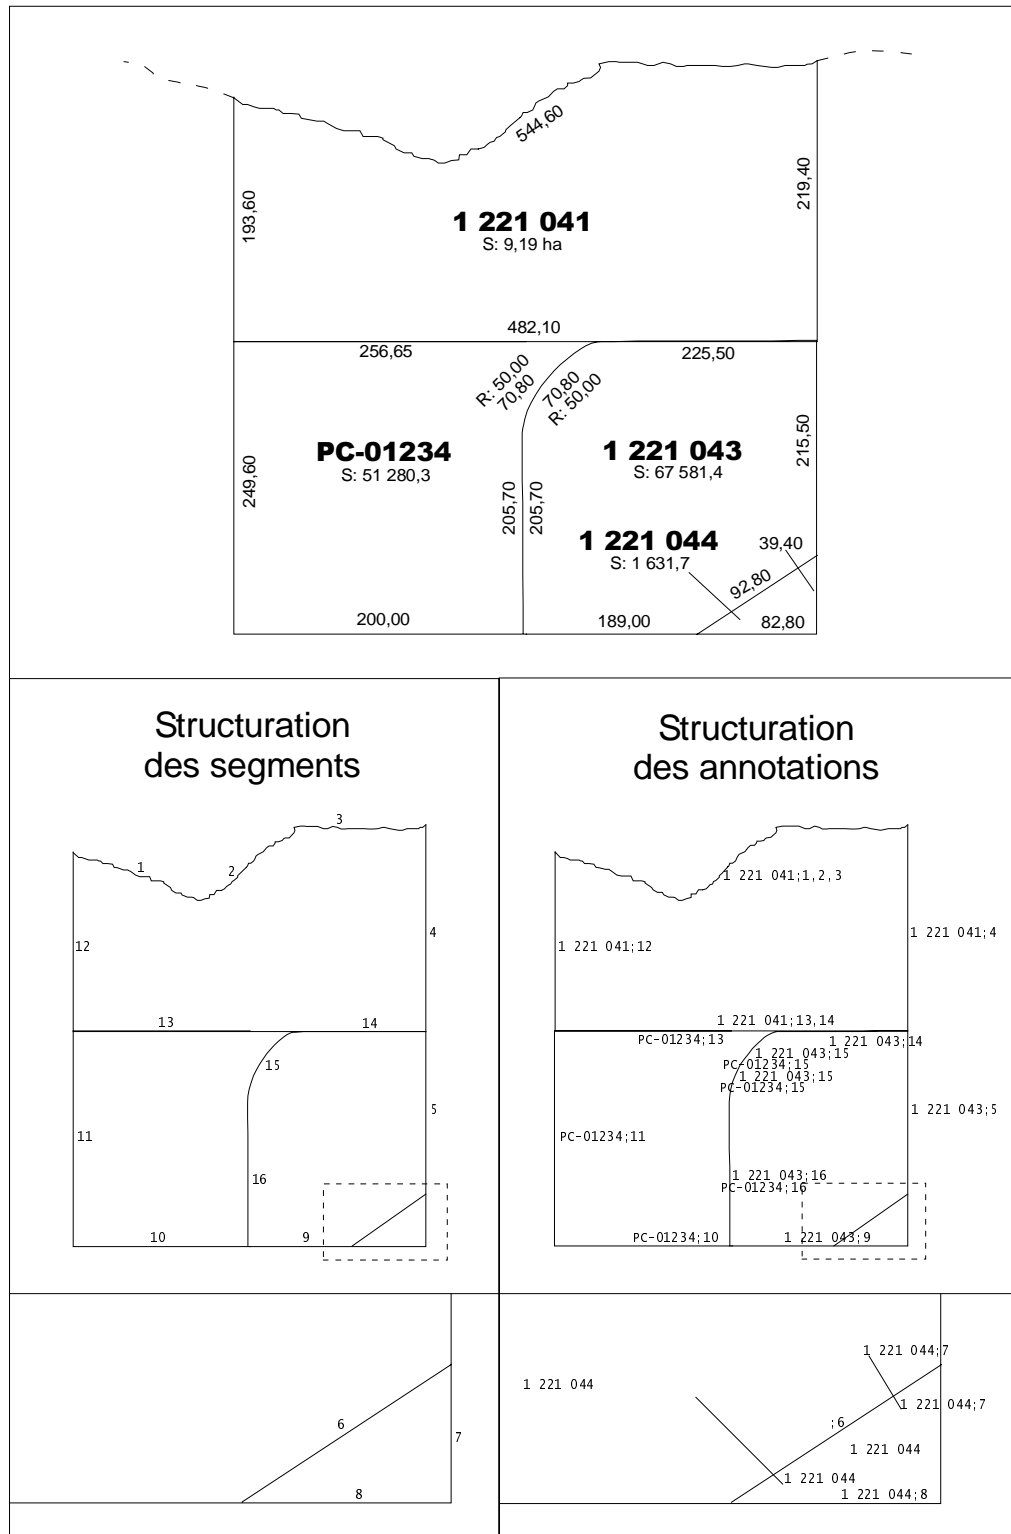 544,60
193,60
219,40
1 221 041
S: 9,19 ha
482,10
256,65
225,50
R: 50,00
70,80
70,80
R: 50,00
PC-01234
S: 51 280,3
1 221 043
S: 67 581,4
249,60
215,50
205,70
205,70
1 221 044
S: 1 631,7
39,40
92,80
200,00
189,00
82,80
Structuration
des segments
3
1
2
12
4
13
14
15
11
5
16
10
9
Structuration
des annotations
1 221 041;1,2,3
1 221 041;12
1 221 041;4
1 221 041;13,14
PC-01234;13
1 221 043;14
1 221 043;15
PC-01234;15
1 221 043;15
PC-01234;15
1 221 043;5
PC-01234;11
1 221 043;16
PC-01234;16
PC-01234;10
1 221 043;9
6
7
8
1 221 044;7
1 221 044
1 221 044;7
;6
1 221 044
1 221 044
1 221 044;8